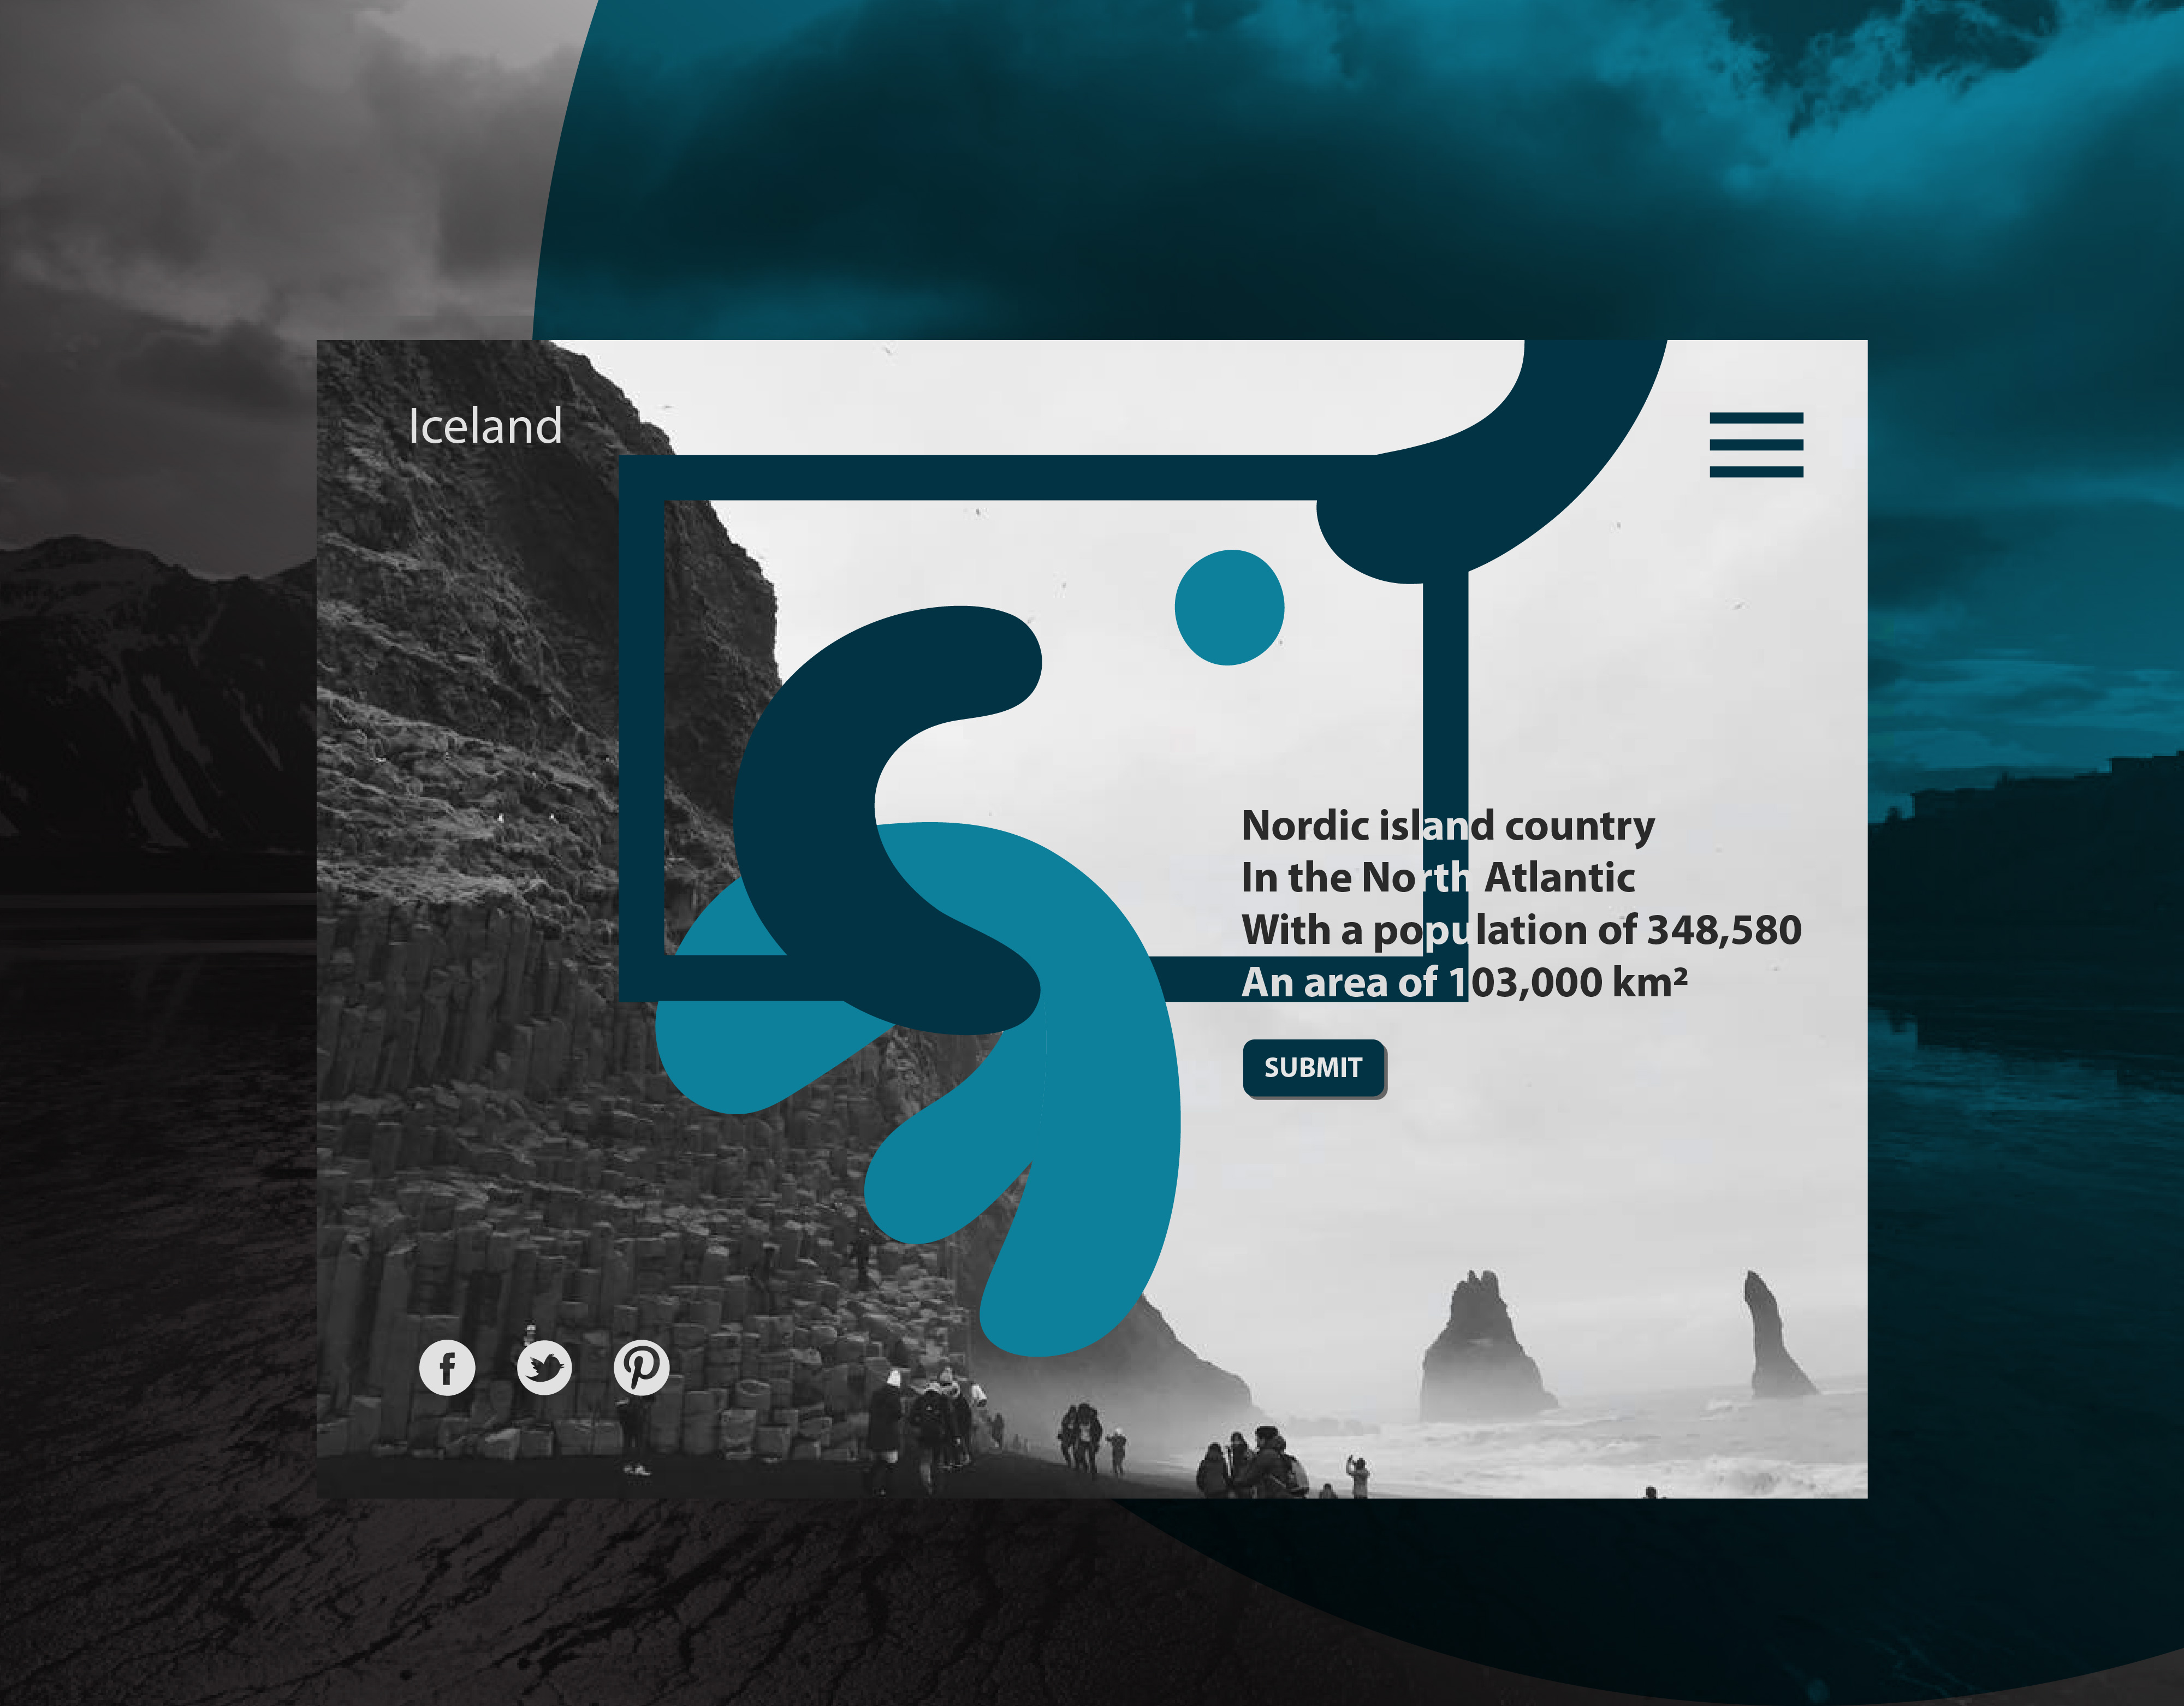 Iceland
Nordic island country
In the North Atlantic
With a population of 348,580
An area of 103,000 km²
SUBMIT